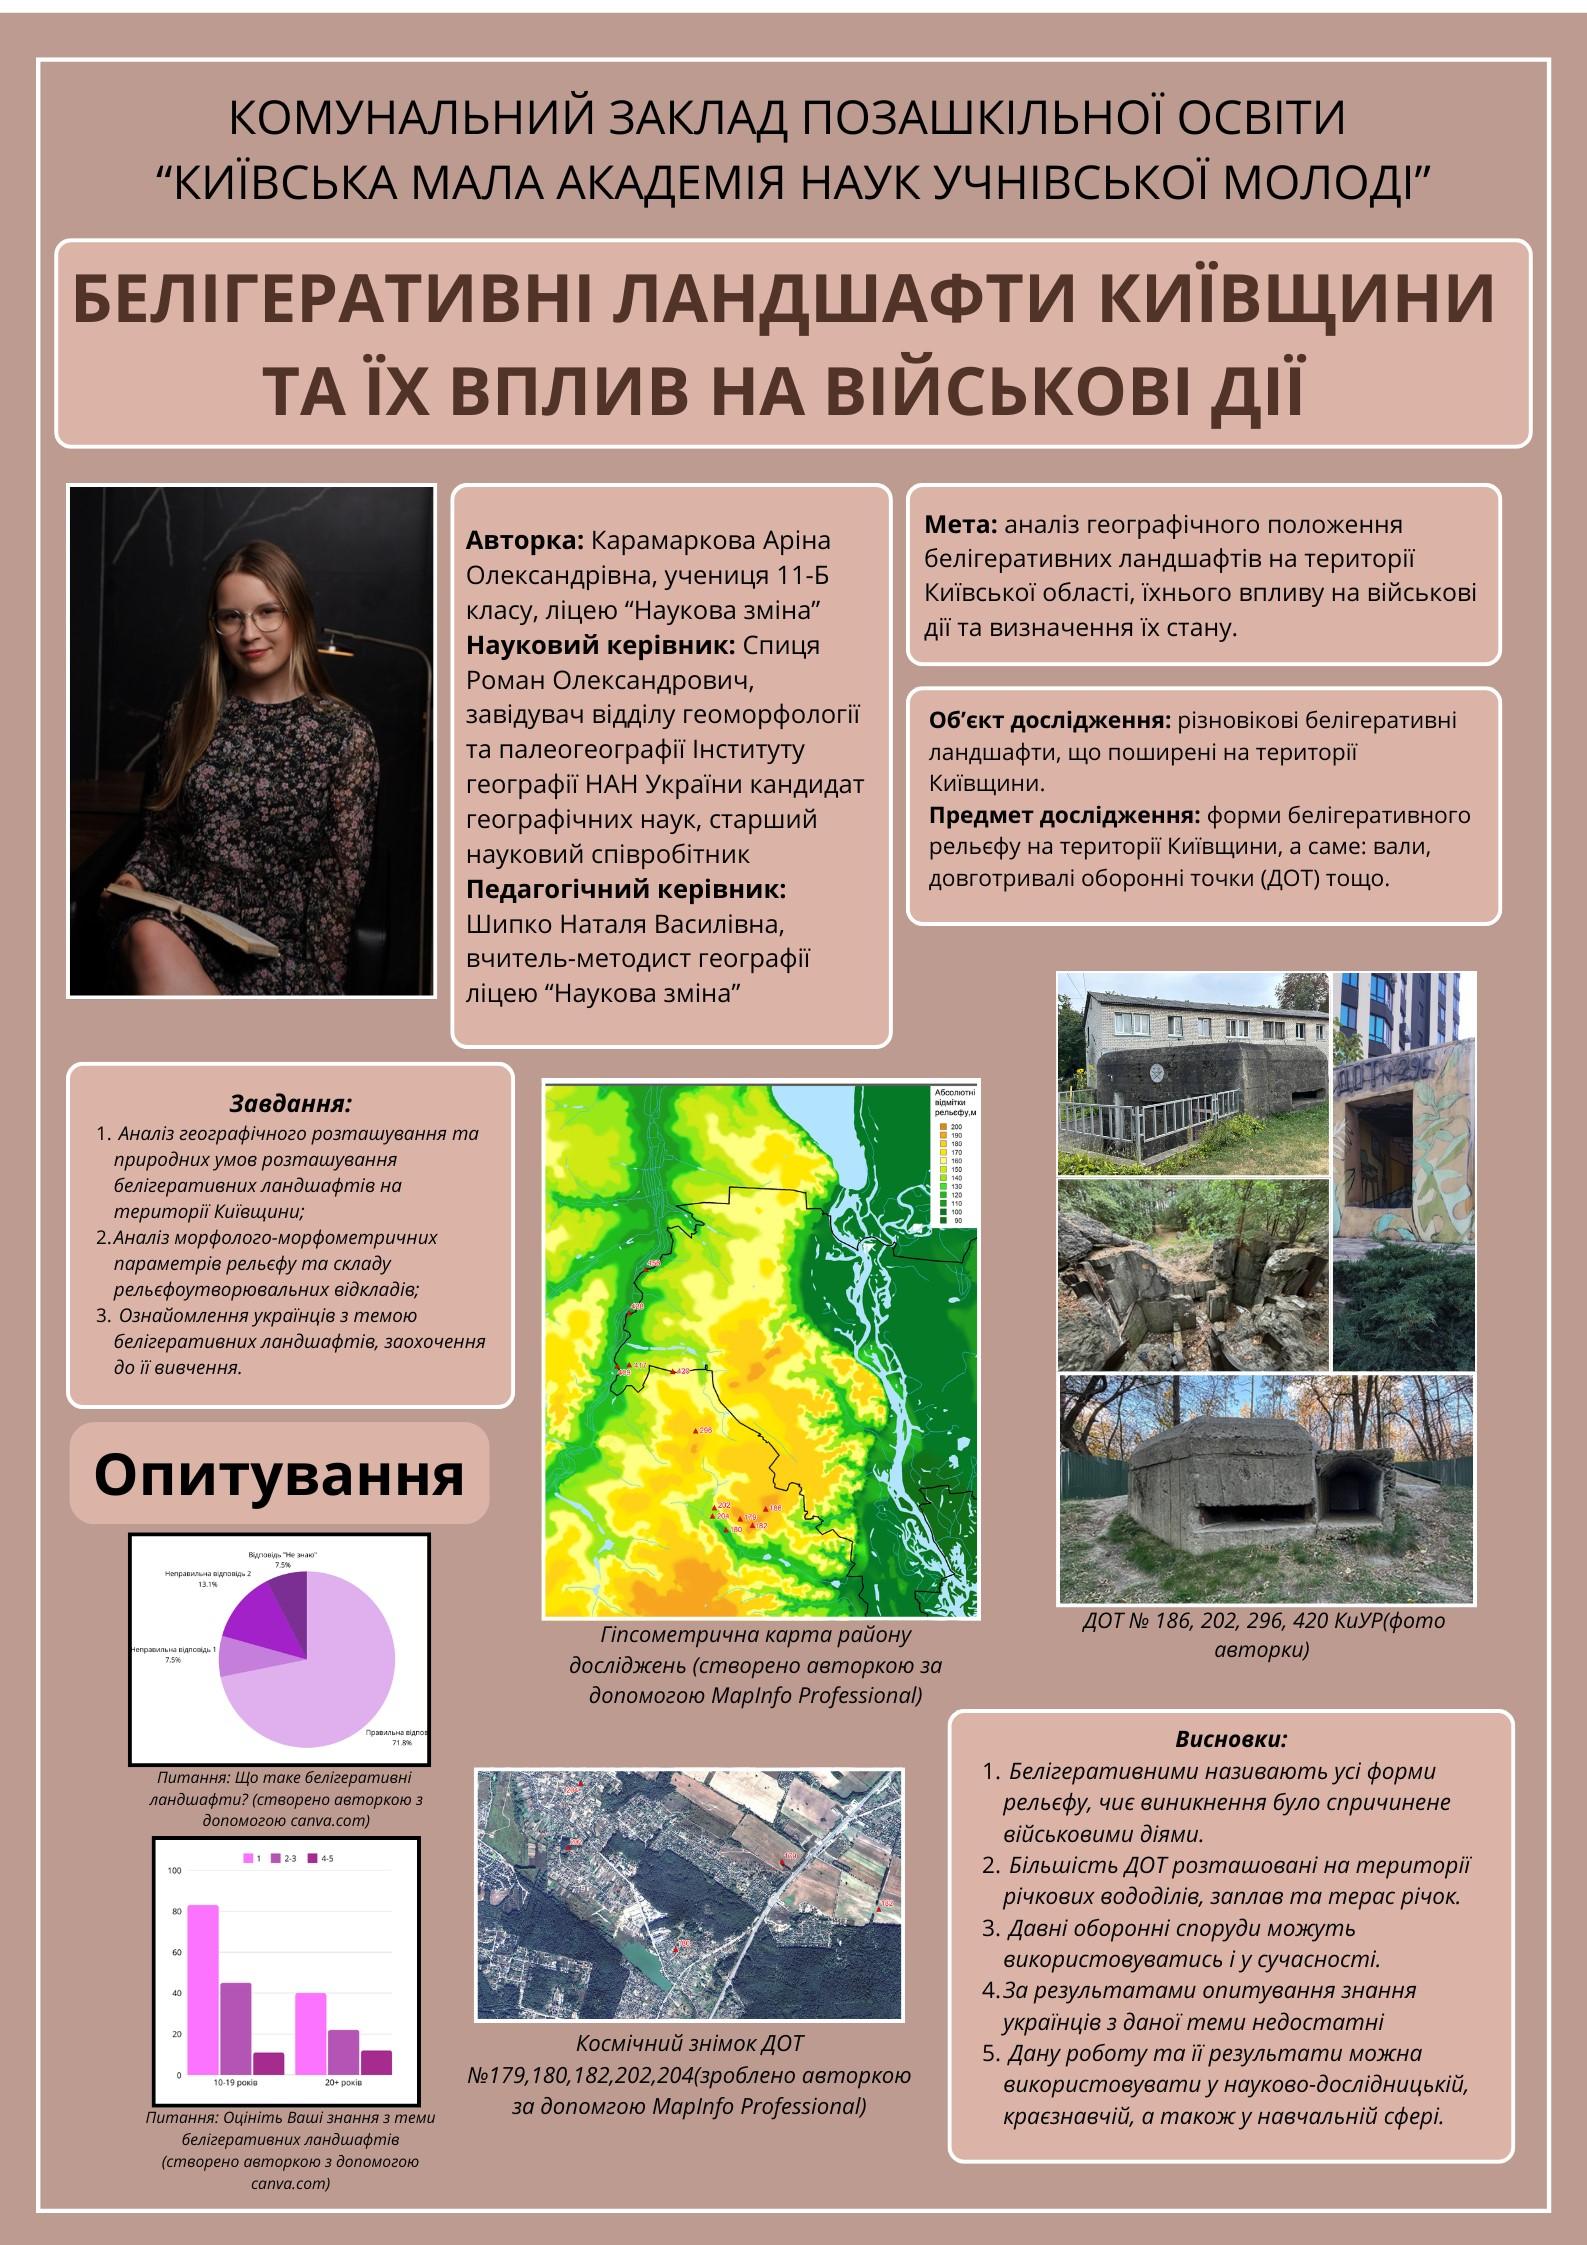 КОМУНАЛЬНИЙ ЗАКЛАД ПОЗАШКІЛЬНОЇ ОСВІТИ
“КИЇВСЬКА МАЛА АКАДЕМІЯ НАУК УЧНІВСЬКОЇ МОЛОДІ”
БЕЛІГЕРАТИВНІ ЛАНДШАФТИ КИЇВЩИНИ
ТА ЇХ ВПЛИВ НА ВІЙСЬКОВІ ДІЇ
Авторка: Карамаркова Аріна
Олександрівна, учениця 11-Б
класу, ліцею “Наукова зміна”
Науковий керівник: Спиця
Роман Олександрович,
завідувач відділу геоморфології
та палеогеографії Інституту
географії НАН України кандидат
географічних наук, старший
науковий співробітник
Педагогічний керівник:
Шипко Наталя Василівна,
вчитель-методист географії
ліцею “Наукова зміна”
Мета: аналіз географічного положення
белігеративних ландшафтів на території
Київської області, їхнього впливу на військові
дії та визначення їх стану.
Об’єкт дослідження: різновікові белігеративні
ландшафти, що поширені на території
Київщини.
Предмет дослідження: форми белігеративного
рельєфу на території Київщини, а саме: вали,
довготривалі оборонні точки (ДОТ) тощо.
Завдання:
1. Аналіз географічного розташування та
природних умов розташування
белігеративних ландшафтів на
території Київщини;
2.Аналіз морфолого-морфометричних
параметрів рельєфу та складу
рельєфоутворювальних відкладів;
3. Ознайомлення українців з темою
белігеративних ландшафтів, заохочення
до її вивчення.
Абсолютні
відмітки
рельєфу,м
200
190
180
170
160
150
140
130
120
110
100
90
417
420
296
202
204
186
179
182
180
Гіпсометрична карта району
досліджень (створено авторкою за
допомогою MapInfo Professional)
ДОТ № 186, 202, 296, 420 КиУР(фото
авторки)
Опитування
Відповідь "Не знаю"
7.5%
Неправильна відповідь 2
13.1%
Неправильна відповідь 1
7.5%
Правильна відпов
71.8%
Питання: Що таке белігеративні
ландшафти? (створено авторкою з
допомогою canva.com)
1 2-3 4-5
100
80
60
40
20
0
10-19 років 20+ років
Питання: Оцініть Ваші знання з теми
белігеративних ландшафтів
(створено авторкою з допомогою
canva.com)
Космічний знімок ДОТ
№179,180,182,202,204(зроблено авторкою
за допомгою MapInfo Professional)
Висновки:
1. Белігеративними називають усі форми
рельєфу, чиє виникнення було спричинене
військовими діями.
2. Більшість ДОТ розташовані на території
річкових вододілів, заплав та терас річок.
3. Давні оборонні споруди можуть
використовуватись і у сучасності.
4.За результатами опитування знання
українців з даної теми недостатні
5. Дану роботу та її результати можна
використовувати у науково-дослідницькій,
краєзнавчій, а також у навчальній сфері.